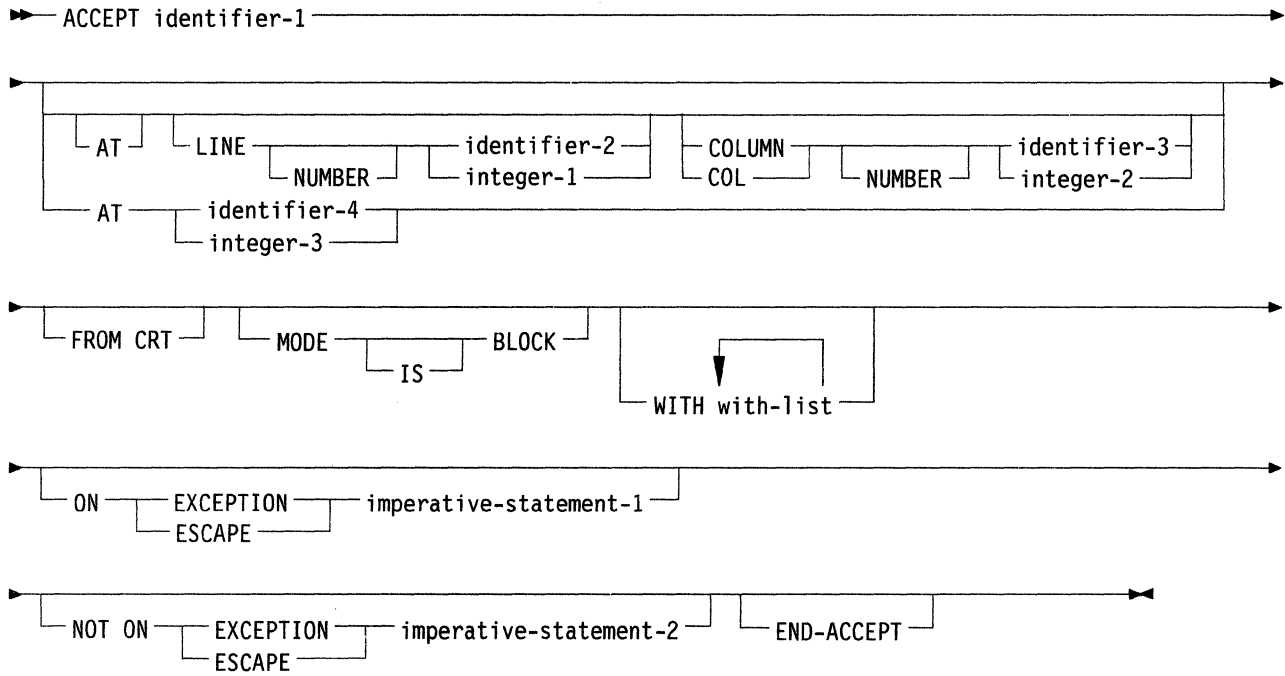 ACCEPT identifier-1
AT LINE NUMBER identifier-2 integer-1 COLUMN COL NUMBER identifier-3 integer-2
AT identifier-4 integer-3
FROM CRT MODE IS BLOCK
WITH with-list
ON EXCEPTION imperative-statement-1
ESCAPE
NOT ON EXCEPTION imperative-statement-2 END-ACCEPT
ESCAPE